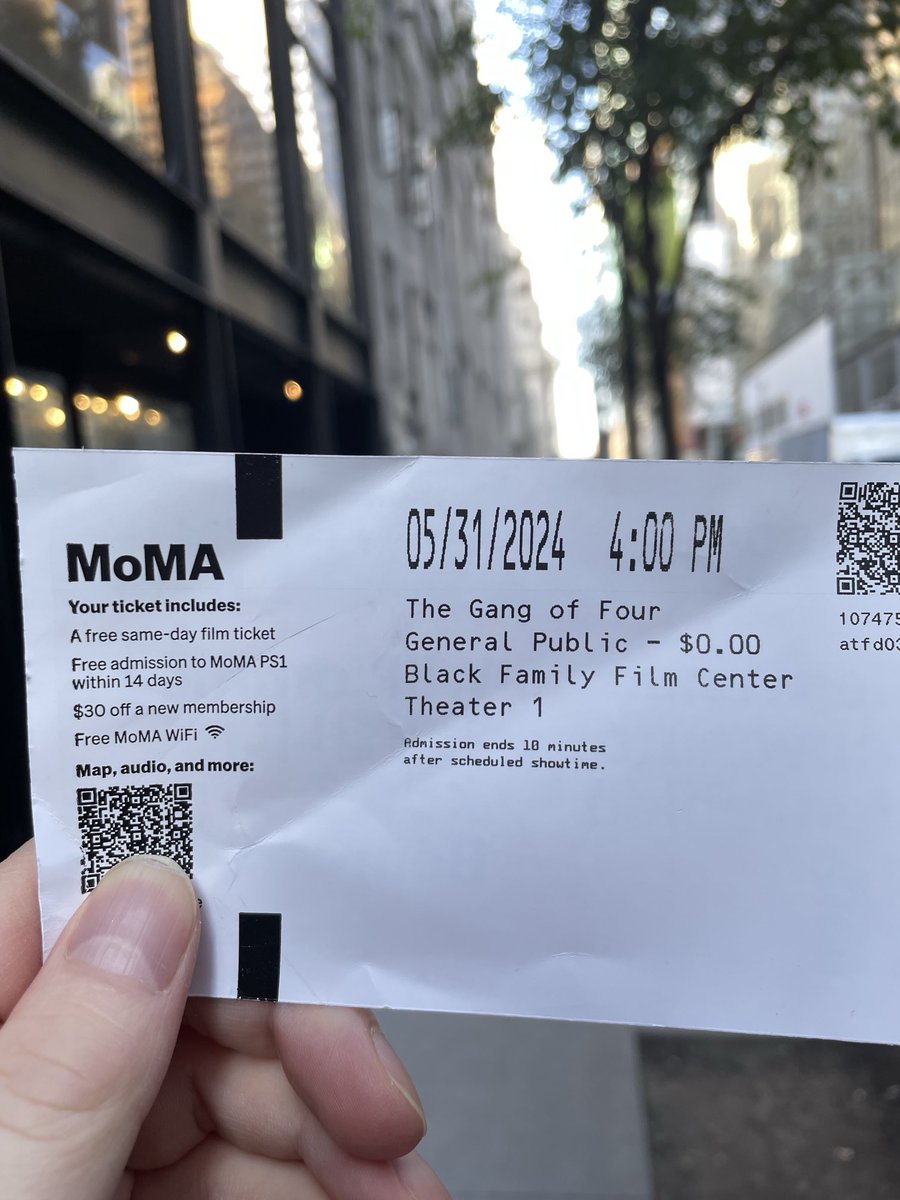 MoMA
Your ticket includes:
A free same-day film ticket
Free admission to MoMA PS1
within 14 days
$30 off a new membership
Free MoMA WiFi
Map, audio, and more:
05/31/2024 4:00 PM
The Gang of Four
General Public - $0.00
Black Family Film Center
Theater 1
Admission ends 10 minutes
after scheduled showtime.
107475
atfd03